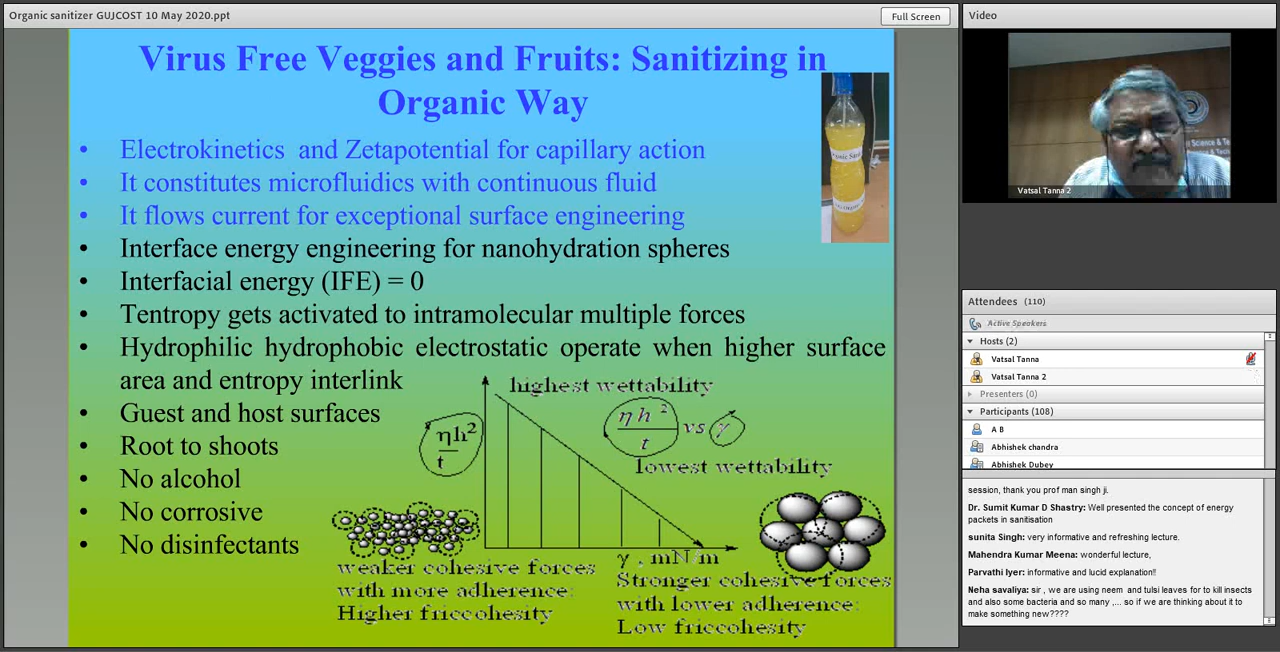 Organic sanitizer GUJCOST 10 May 2020.ppt
Full Screen
Virus Free Veggies and Fruits: Sanitizing in
Organic Way
• Electrokinetics and Zetapotential for capillary action
• It constitutes microfluidics with continuous fluid
• It flows current for exceptional surface engineering
• Interface energy engineering for nanohydration spheres
• Interfacial energy (IFE) = 0
• Tentropy gets activated to intramolecular multiple forces
• Hydrophilic hydrophobic electrostatic operate when higher surface
area and entropy interlink
• Guest and host surfaces
• Root to shoots
• No alcohol
• No corrosive
• No disinfectants
highest wettability
ηh²
t
η h ²
t
vs γ
lowest wettability
γ , mN/m
weaker cohesive forces
with more adherence:
Higher friccohesity
Stronger cohesive forces
with lower adherence:
Low friccohesity
Video
Science & Te
Vatsal Tanna 2
Attendees (110)
Active Speakers
Hosts (2)
Vatsal Tanna
Vatsal Tanna 2
Presenters (0)
Participants (108)
A B
Abhishek chandra
Abhishek Dubey
session, thank you prof man singh ji.
Dr. Sumit Kumar D Shastry: Well presented the concept of energy
packets in sanitisation
sunita Singh: very informative and refreshing lecture.
Mahendra Kumar Meena: wonderful lecture,
Parvathi Iyer: informative and lucid explanation!!
Neha savaliya: sir , we are using neem and tulsi leaves for to kill insects
and also some bacteria and so many ,... so if we are thinking about it to
make something new????